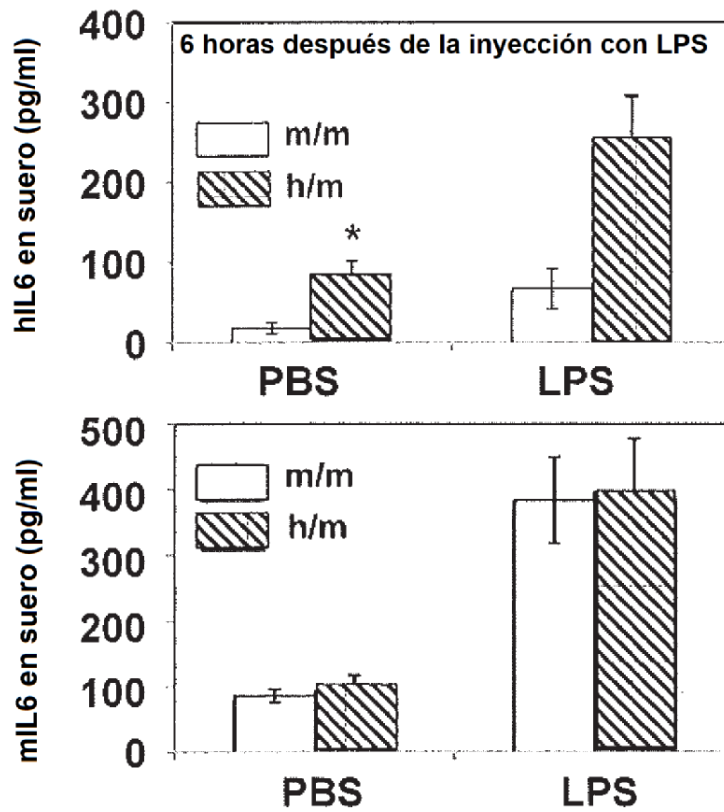 6 horas después de la inyección con LPS
hIL6 en suero (pg/ml)
400
300
200
100
0
m/m
h/m
*
PBS
LPS
mIL6 en suero (pg/ml)
500
400
300
200
100
0
m/m
h/m
PBS
LPS